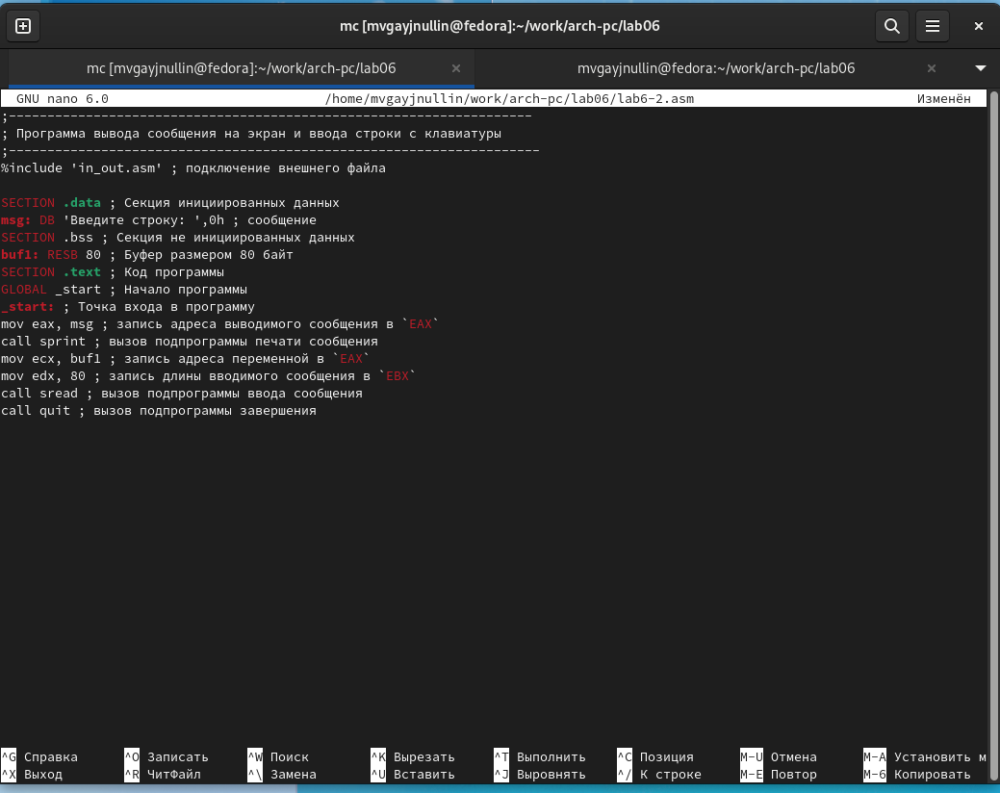 mc [mvgayjnullin@fedora]:~/work/arch-pc/lab06
mc [mvgayjnullin@fedora]:~/work/arch-pc/lab06
mvgayjnullin@fedora:~/work/arch-pc/lab06
GNU nano 6.0 /home/mvgayjnullin/work/arch-pc/lab06/lab6-2.asm Изменён
;--------------------------------------------------------------------
; Программа вывода сообщения на экран и ввода строки с клавиатуры
;---------------------------------------------------------------------
%include 'in_out.asm' ; подключение внешнего файла
SECTION .data ; Секция инициированных данных
msg: DB 'Введите строку: ',0h ; сообщение
SECTION .bss ; Секция не инициированных данных
buf1: RESB 80 ; Буфер размером 80 байт
SECTION .text ; Код программы
GLOBAL _start ; Начало программы
_start: ; Точка входа в программу
mov eax, msg ; запись адреса выводимого сообщения в `EAX`
call sprint ; вызов подпрограммы печати сообщения
mov ecx, buf1 ; запись адреса переменной в `EAX`
mov edx, 80 ; запись длины вводимого сообщения в `EBX`
call sread ; вызов подпрограммы ввода сообщения
call quit ; вызов подпрограммы завершения
^G Справка ^O Записать ^W Поиск ^K Вырезать ^T Выполнить ^C Позиция M-U Отмена M-A Установить м
^X Выход ^R ЧитФайл ^\ Замена ^U Вставить ^J Выровнять ^/ К строке M-E Повтор M-6 Копировать